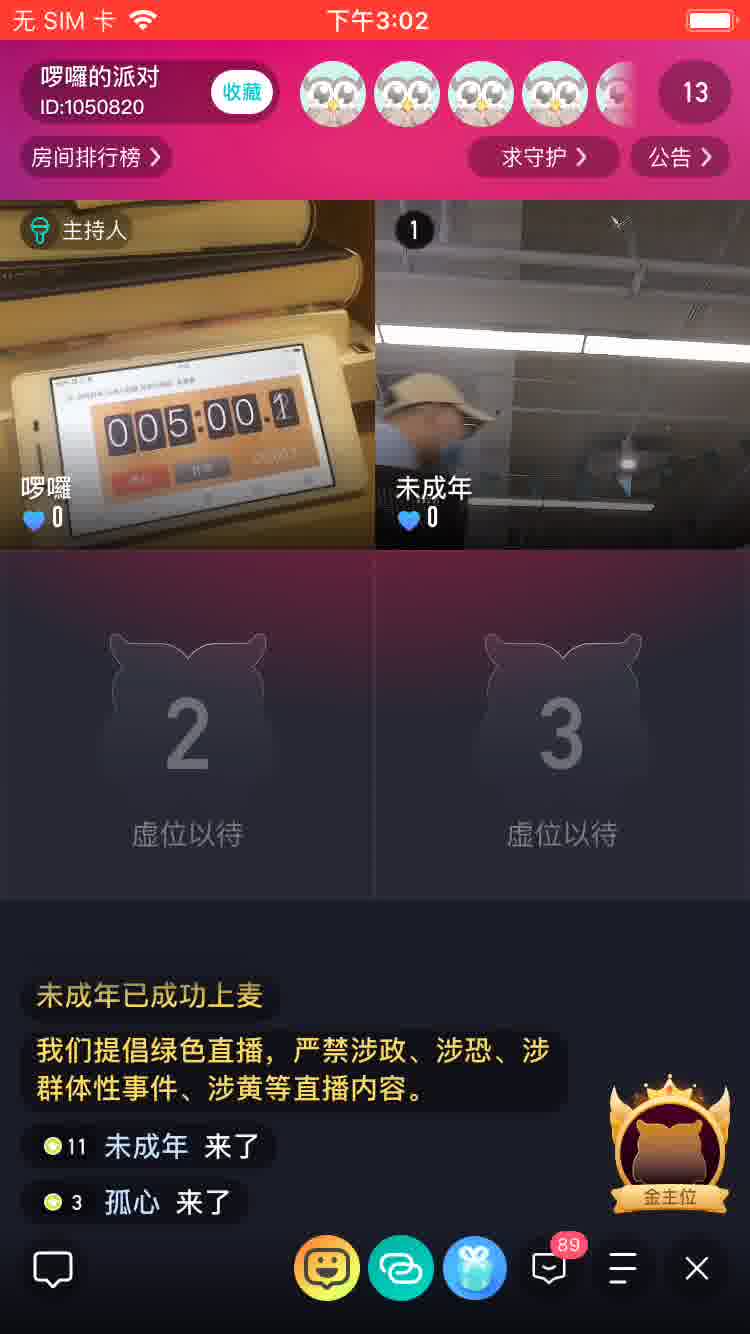 无 SIM 卡
下午3:02
啰囉的派对
ID:1050820
收藏
13
房间排行榜
求守护
公告
主持人
1
005:00.1
啰囉
0
未成年
0
2
3
虚位以待
虚位以待
未成年已成功上麦
我们提倡绿色直播，严禁涉政、涉恐、涉
群体性事件、涉黄等直播内容。
11 未成年 来了
3 孤心 来了
金主位
89